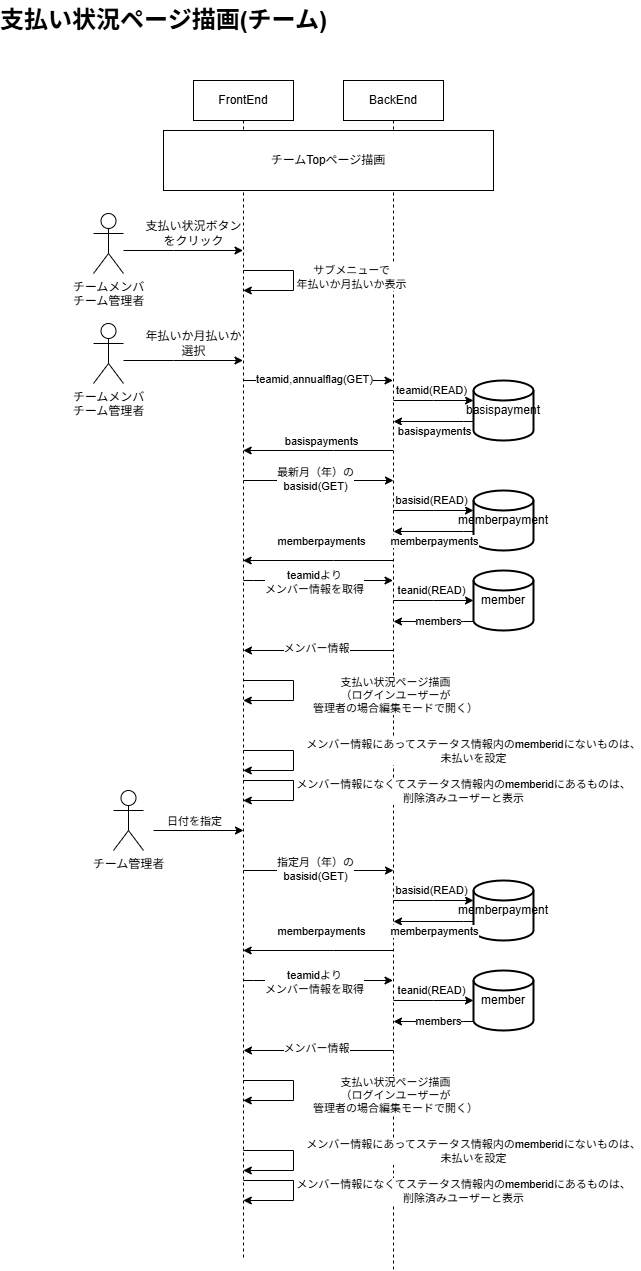 支払い状況ページ描画(チーム)
FrontEnd
BackEnd
チームTopページ描画
支払い状況ボタン
をクリック
チームメンバ
チーム管理者
サブメニューで
年払いか月払いか表示
年払いか月払いか
選択
チームメンバ
チーム管理者
teamid,annualflag(GET)
teamid(READ)
basispayment
basispayments
basispayments
最新月（年）の
basisid(GET)
basisid(READ)
memberpayment
memberpayments
memberpayments
teamidより
メンバー情報を取得
teanid(READ)
member
members
メンバー情報
支払い状況ページ描画
（ログインユーザーが
管理者の場合編集モードで開く）
メンバー情報にあってステータス情報内のmemberidにないものは、
未払いを設定
メンバー情報になくてステータス情報内のmemberidにあるものは、
削除済みユーザーと表示
日付を指定
チーム管理者
指定月（年）の
basisid(GET)
basisid(READ)
memberpayment
memberpayments
memberpayments
teamidより
メンバー情報を取得
teanid(READ)
member
members
メンバー情報
支払い状況ページ描画
（ログインユーザーが
管理者の場合編集モードで開く）
メンバー情報にあってステータス情報内のmemberidにないものは、
未払いを設定
メンバー情報になくてステータス情報内のmemberidにあるものは、
削除済みユーザーと表示